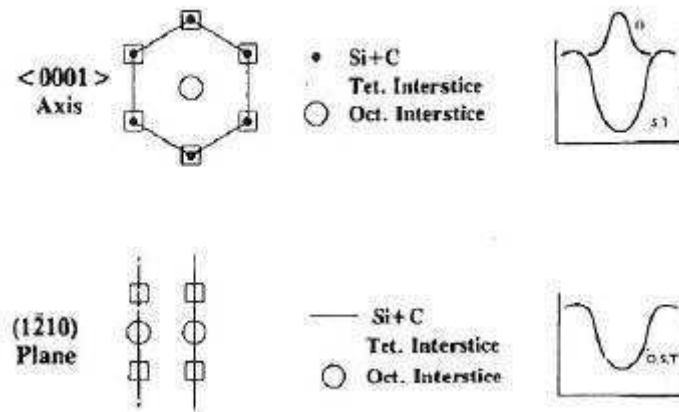 <0001>
Axis
Si+C
Tet. Interstice
Oct. Interstice
O
S.T
(1̄210)
Plane
Si+C
Tet. Interstice
Oct. Interstice
O,S,T